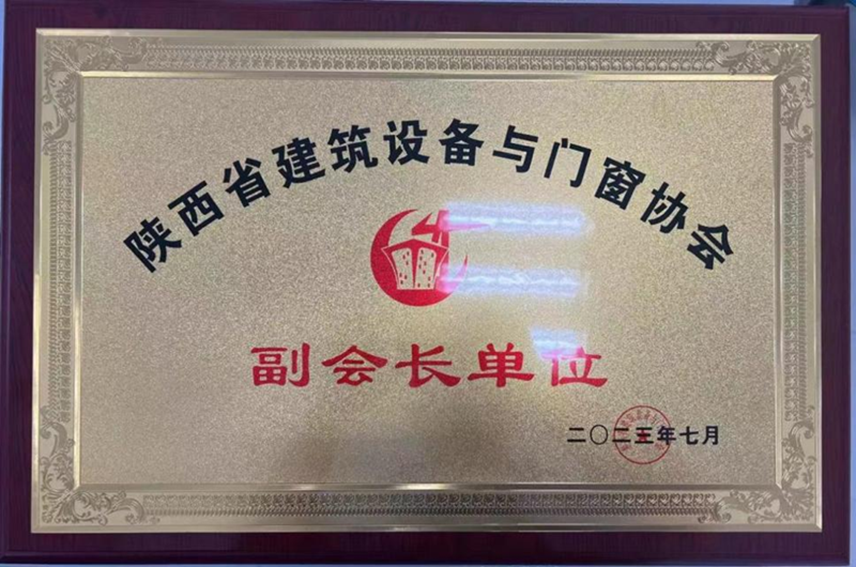 陕西省建筑设备与门窗协会
副会长单位
二〇二三年七月